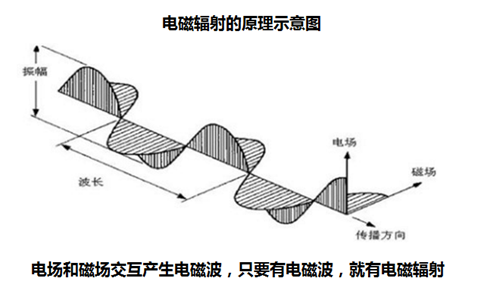 电磁辐射的原理示意图
振幅
电场
磁场
波长
传播方向
电场和磁场交互产生电磁波，只要有电磁波，就有电磁辐射